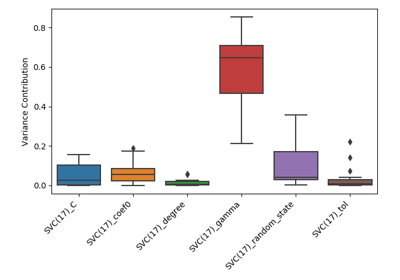 0.8
0.6
0.4
0.2
0.0
Variance Contribution
SVC(17)_C
SVC(17)_coef0
SVC(17)_degree
SVC(17)_gamma
SVC(17)_random_state
SVC(17)_tol